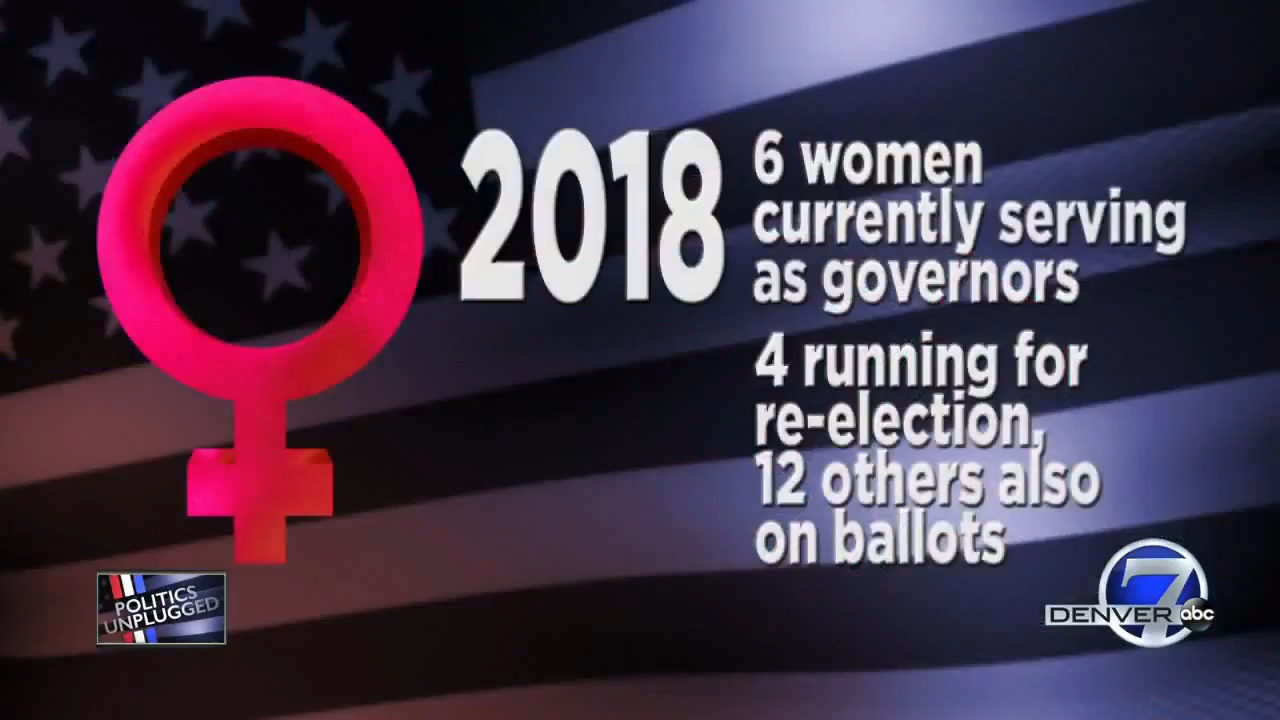 2018
6 women
currently serving
as governors
4 running for
re-election,
12 others also
on ballots
POLITICS
UNPLUGGED
DENVER 7 abc